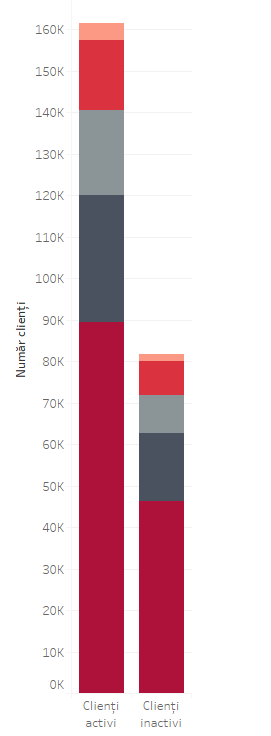 160K
150K
140K
130K
120K
110K
100K
90K
80K
70K
60K
50K
40K
30K
20K
10K
0K
Număr clienți
Clienți
activi
Clienți
inactivi